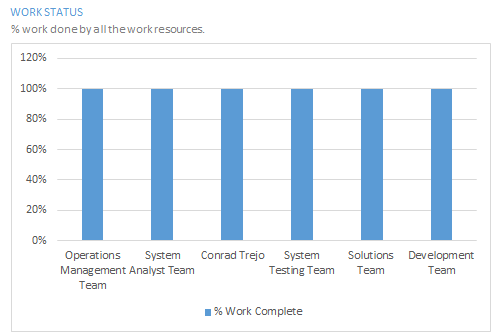 WORK STATUS
% work done by all the work resources.
120%
100%
80%
60%
40%
20%
0%
Operations Management Team
System Analyst Team
Conrad Trejo
System Testing Team
Solutions Team
Development Team
% Work Complete